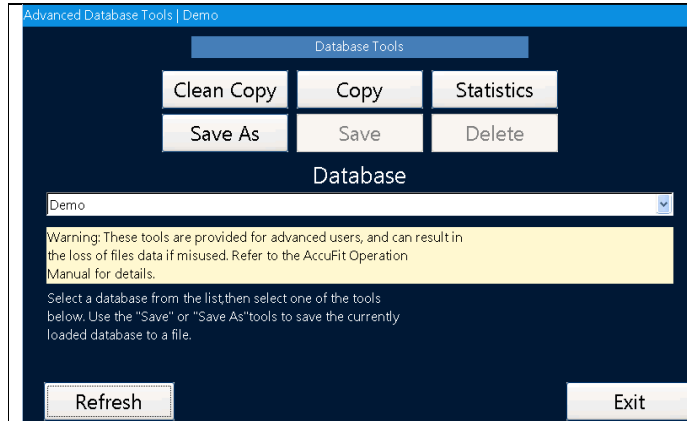 Advanced Database Tools | Demo
Database Tools
Clean Copy Copy Statistics
Save As Save Delete
Database
Demo
Warning: These tools are provided for advanced users, and can result in
the loss of files data if misused. Refer to the AccuFit Operation
Manual for details.
Select a database from the list,then select one of the tools
below. Use the "Save" or "Save As"tools to save the currently
loaded database to a file.
Refresh Exit